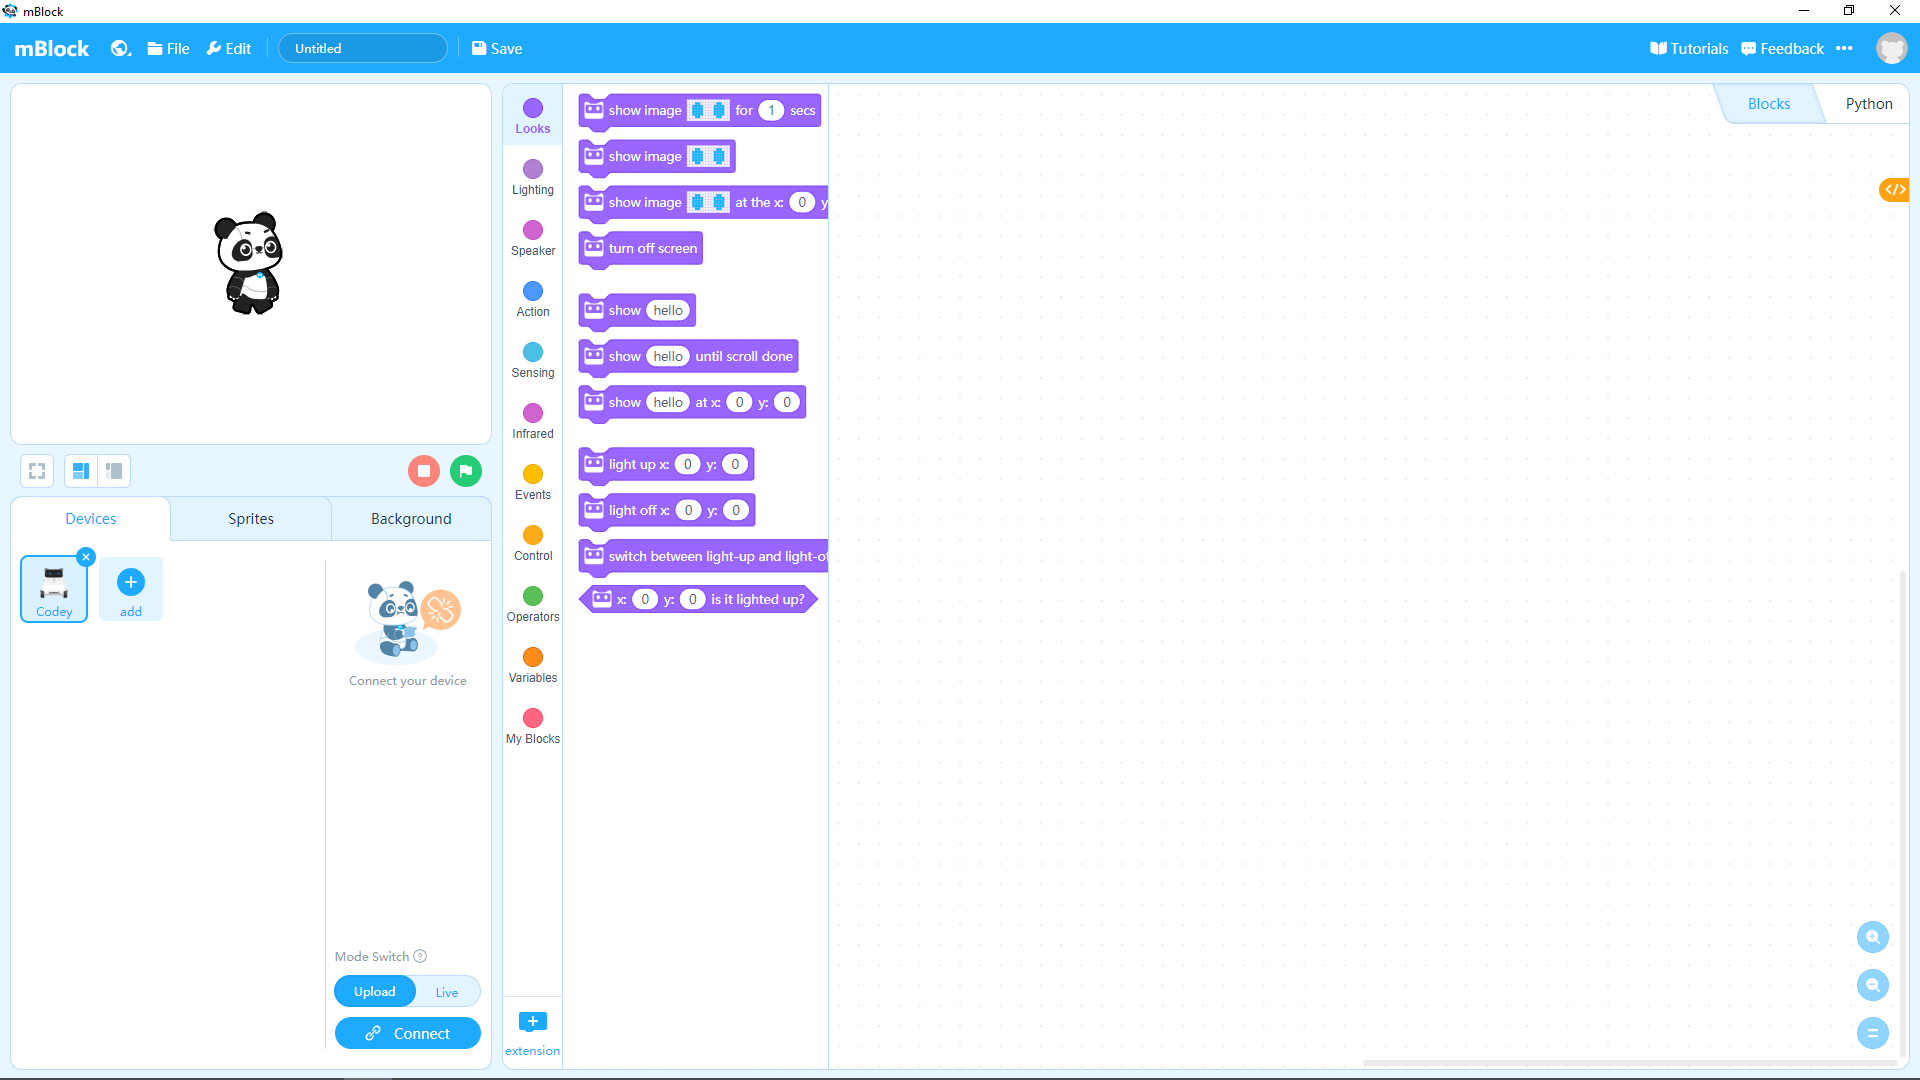 mBlock
mBlock File Edit Untitled Save Tutorials Feedback
Blocks Python
Looks
Lighting
Speaker
Action
Sensing
Infrared
Events
Control
Operators
Variables
My Blocks
extension
show image for 1 secs
show image
show image at the x: 0 y
turn off screen
show hello
show hello until scroll done
show hello at x: 0 y: 0
light up x: 0 y: 0
light off x: 0 y: 0
switch between light-up and light-of
x: 0 y: 0 is it lighted up?
Devices Sprites Background
Codey add
Connect your device
Mode Switch ?
Upload Live
Connect